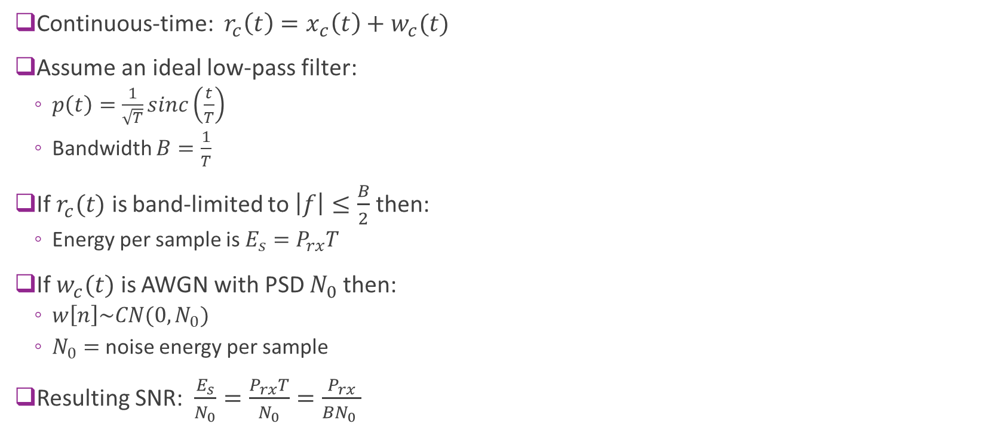 ❑Continuous-time: $r_c(t) = x_c(t) + w_c(t)$
❑Assume an ideal low-pass filter:
◦ $p(t) = \frac{1}{\sqrt{T}} sinc\left(\frac{t}{T}\right)$
◦ Bandwidth $B = \frac{1}{T}$
❑If $r_c(t)$ is band-limited to $|f| \leq \frac{B}{2}$ then:
◦ Energy per sample is $E_s = P_{rx}T$
❑If $w_c(t)$ is AWGN with PSD $N_0$ then:
◦ $w[n] \sim CN(0, N_0)$
◦ $N_0 =$ noise energy per sample
❑Resulting SNR: $\frac{E_s}{N_0} = \frac{P_{rx}T}{N_0} = \frac{P_{rx}}{BN_0}$